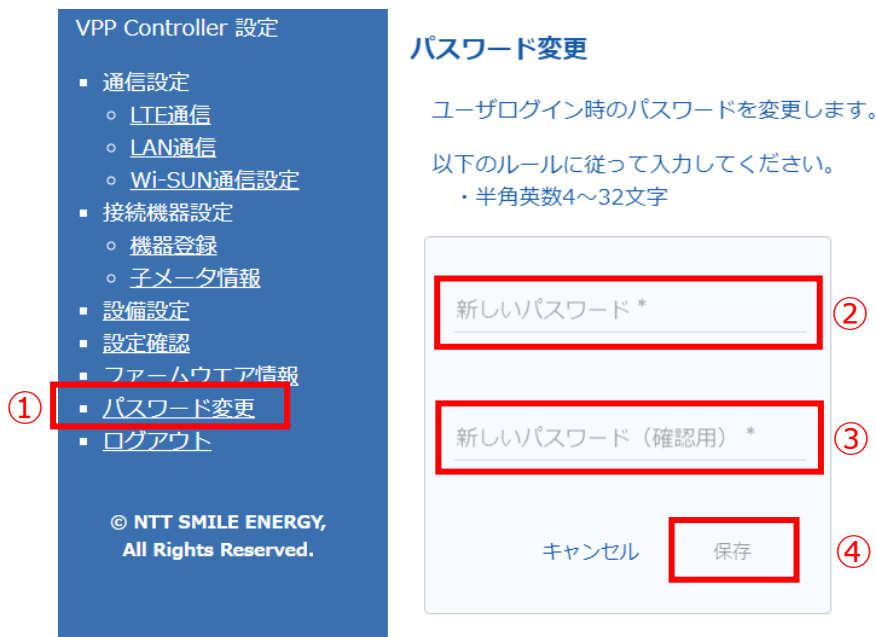 VPP Controller 設定
通信設定
LTE通信
LAN通信
Wi-SUN通信設定
接続機器設定
機器登録
子メータ情報
設備設定
設定確認
ファームウエア情報
① パスワード変更
ログアウト
© NTT SMILE ENERGY,
All Rights Reserved.
パスワード変更
ユーザログイン時のパスワードを変更します。
以下のルールに従って入力してください。
・半角英数4～32文字
新しいパスワード * ②
新しいパスワード（確認用） * ③
キャンセル 保存 ④